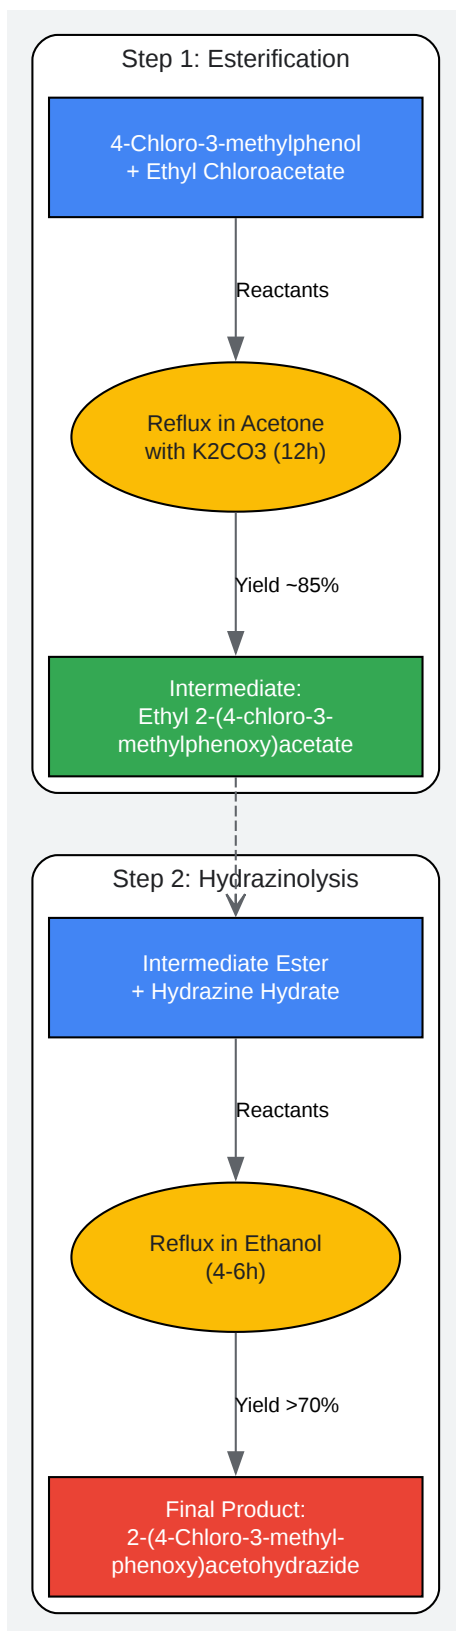 Step 1: Esterification
4-Chloro-3-methylphenol
+ Ethyl Chloroacetate
Reactants
Reflux in Acetone
with K2CO3 (12h)
Yield ~85%
Intermediate:
Ethyl 2-(4-chloro-3-
methylphenoxy)acetate
Step 2: Hydrazinolysis
Intermediate Ester
+ Hydrazine Hydrate
Reactants
Reflux in Ethanol
(4-6h)
Yield >70%
Final Product:
2-(4-Chloro-3-methyl-
phenoxy)acetohydrazide